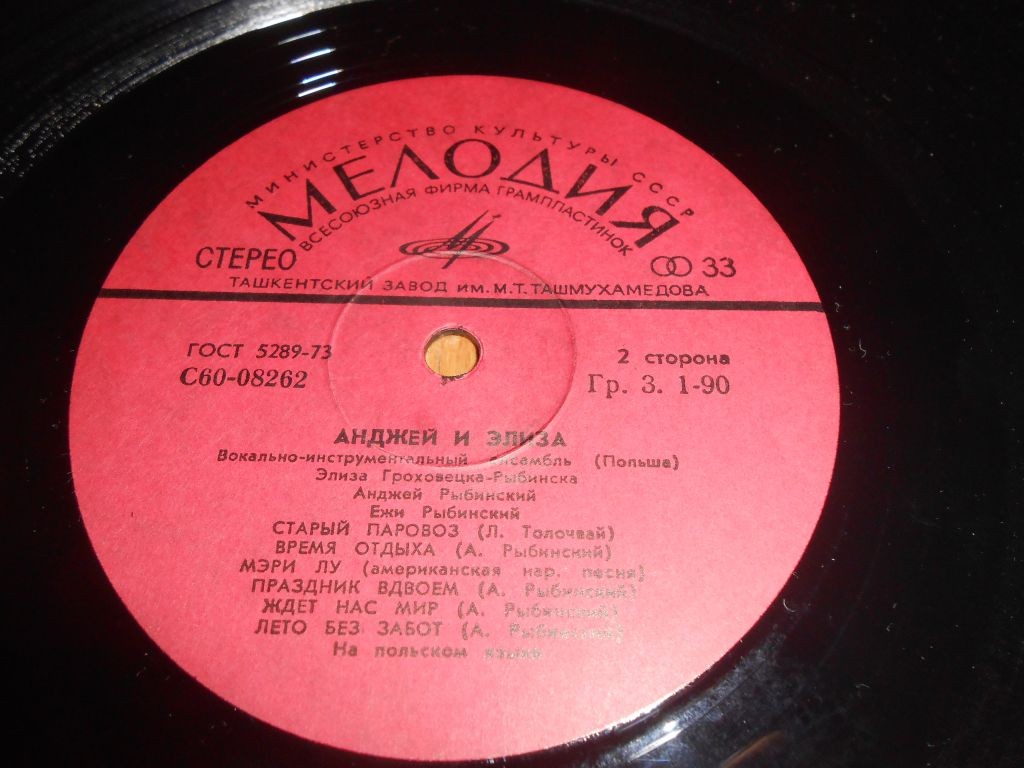 МИНИСТЕРСТВО КУЛЬТУРЫ СССР
МЕЛОДИЯ
ВСЕСОЮЗНАЯ ФИРМА ГРАМПЛАСТИНОК
СТЕРЕО 33
ТАШКЕНТСКИЙ ЗАВОД ИМ. М.Т. ТАШМУХАМЕДОВА
ГОСТ 5289-73 2 сторона
С60-08262 Гр. 3. 1-90
АНДЖЕЙ И ЭЛИЗА
Вокально-инструментальный ансамбль (Польша)
Элиза Гроховецка-Рыбинска
Анджей Рыбинский
Ежи Рыбинский
СТАРЫЙ ПАРОВОЗ (Л. Толочвай)
ВРЕМЯ ОТДЫХА (А. Рыбинский)
МЭРИ ЛУ (американская нар. песня)
ПРАЗДНИК ВДВОЕМ (А. Рыбинский)
ЖДЕТ НАС МИР (А. Рыбинский)
ЛЕТО БЕЗ ЗАБОТ (А. Рыбинский)
На польском языке